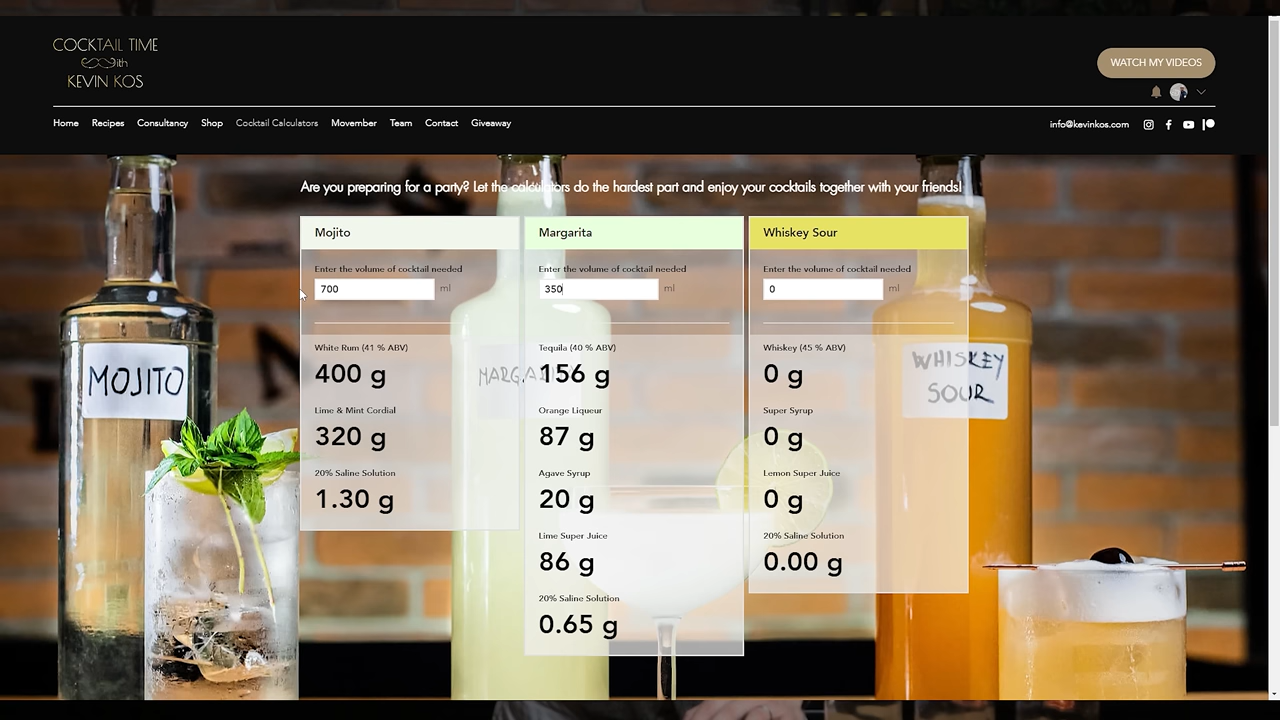 COCKTAIL TIME
with
KEVIN KOS
WATCH MY VIDEOS
Home Recipes Consultancy Shop Cocktail Calculators Movember Team Contact Giveaway
info@kevinkos.com
Are you preparing for a party? Let the calculators do the hardest part and enjoy your cocktails together with your friends!
Mojito
Enter the volume of cocktail needed
700 ml
White Rum (41 % ABV)
400 g
Lime & Mint Cordial
320 g
20% Saline Solution
1.30 g
Margarita
Enter the volume of cocktail needed
350 ml
Tequila (40 % ABV)
156 g
Orange Liqueur
87 g
Agave Syrup
20 g
Lime Super Juice
86 g
20% Saline Solution
0.65 g
Whiskey Sour
Enter the volume of cocktail needed
0 ml
Whiskey (45 % ABV)
0 g
Super Syrup
0 g
Lemon Super Juice
0 g
20% Saline Solution
0.00 g
MOJITO
WHISKEY
SOUR